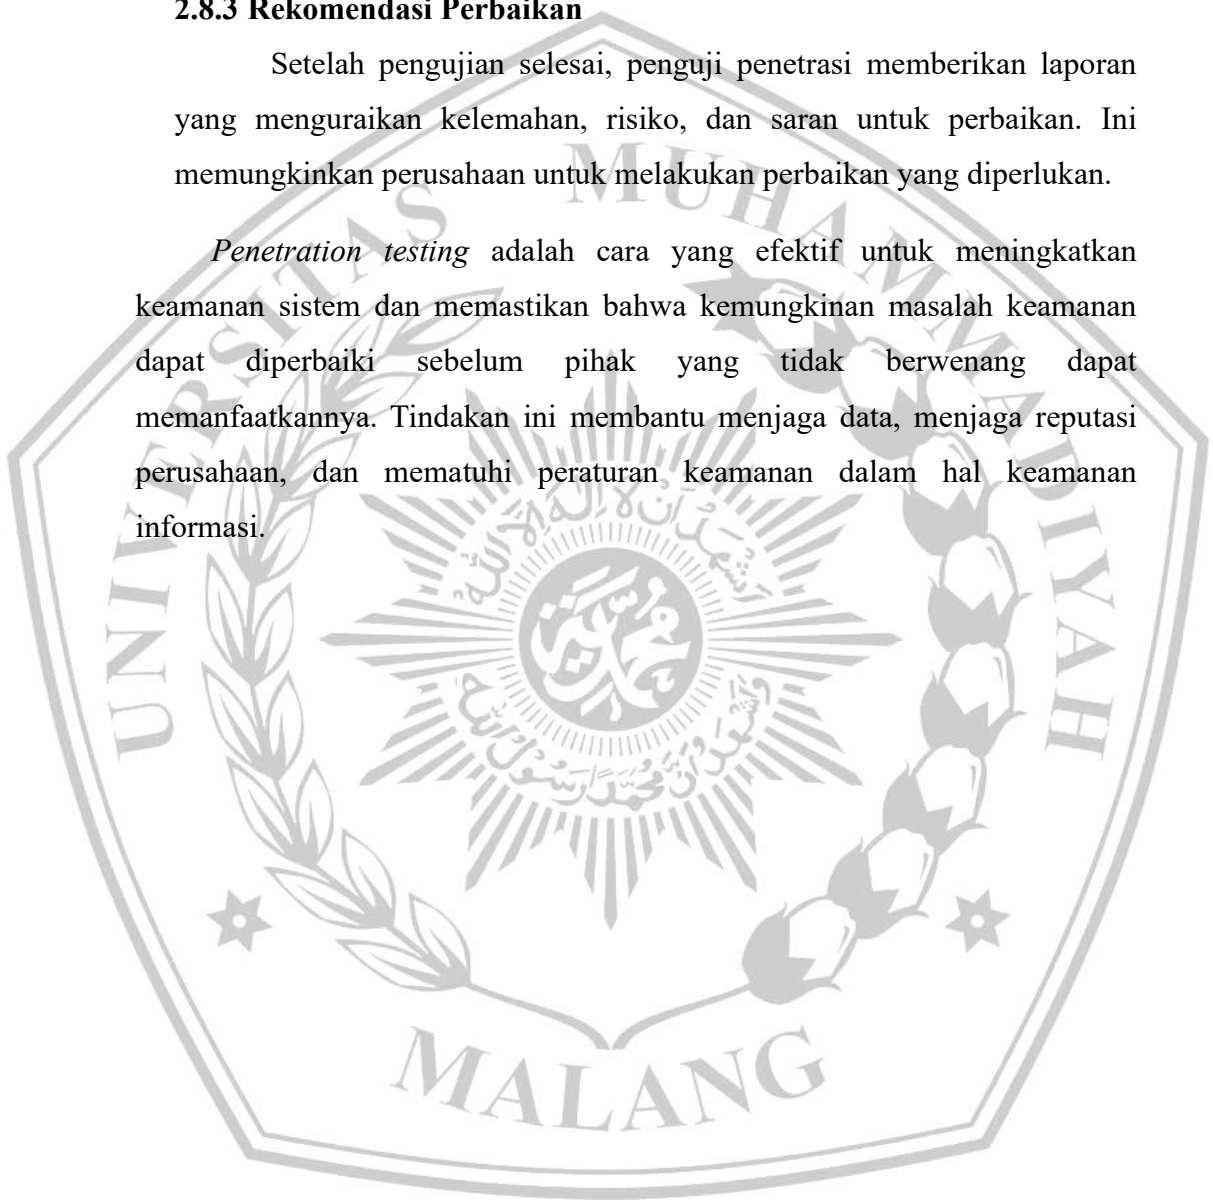 2.8.3 Rekomendasi Perbaikan
Setelah pengujian selesai, penguji penetrasi memberikan laporan
yang menguraikan kelemahan, risiko, dan saran untuk perbaikan. Ini
memungkinkan perusahaan untuk melakukan perbaikan yang diperlukan.
Penetration testing adalah cara yang efektif untuk meningkatkan
keamanan sistem dan memastikan bahwa kemungkinan masalah keamanan
dapat diperbaiki sebelum pihak yang tidak berwenang dapat
memanfaatkannya. Tindakan ini membantu menjaga data, menjaga reputasi
perusahaan, dan mematuhi peraturan keamanan dalam hal keamanan
informasi.
UNIVERSITAS MUHAMMADIYAH
MALANG